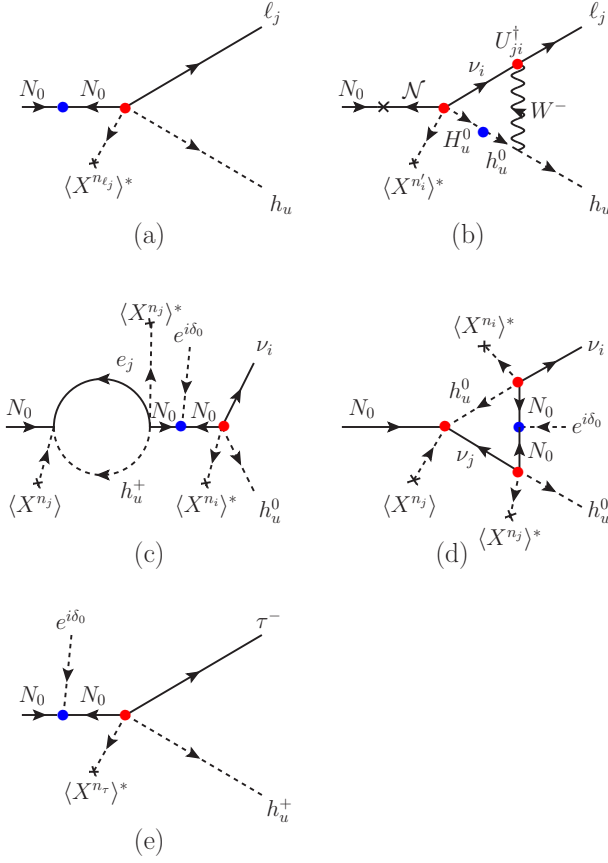 ℓ_j
N_0 N_0
⟨X^{n_{ℓ_j}}⟩*
h_u
(a)
ℓ_j
U^†_{ji}
ν_i
N_0 𝒩
W^−
H^0_u
h^0_u
⟨X^{n'_i}⟩*
h_u
(b)
⟨X^{n_j}⟩*
e^{iδ_0}
e_j
ν_i
N_0 N_0 N_0
⟨X^{n_j}⟩
h^+_u
⟨X^{n_i}⟩*
h^0_u
(c)
⟨X^{n_i}⟩*
ν_i
h^0_u
N_0
N_0
e^{iδ_0}
N_0
ν_j
⟨X^{n_j}⟩
h^0_u
⟨X^{n_j}⟩*
(d)
e^{iδ_0}
τ^−
N_0 N_0
⟨X^{n_τ}⟩*
h^+_u
(e)